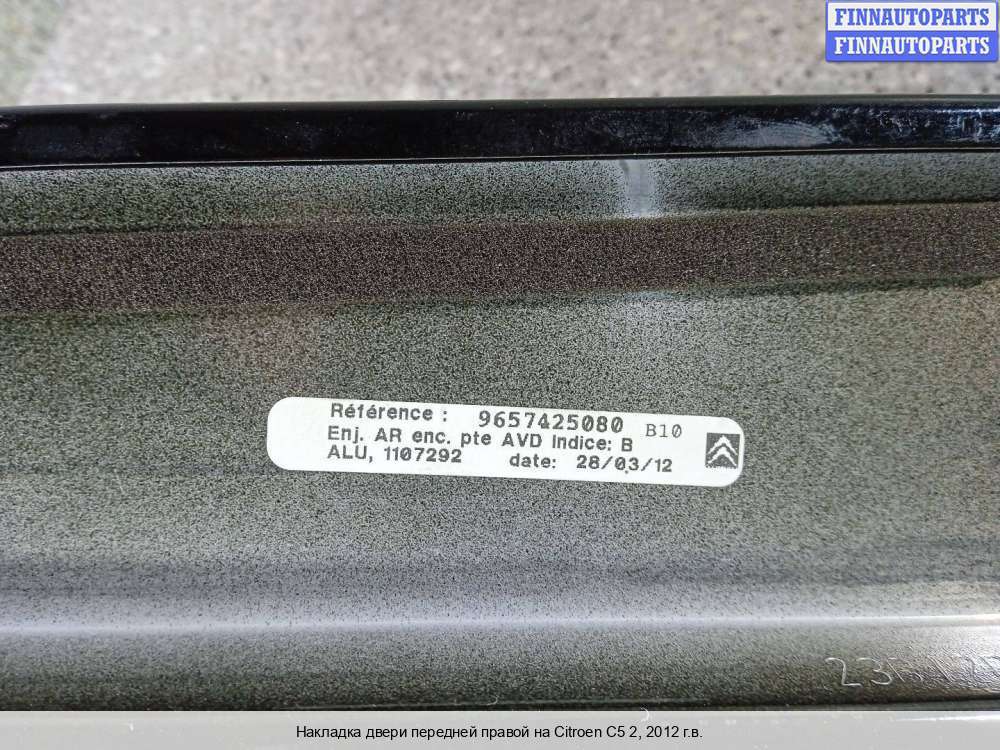 FINNAUTOPARTS
FINNAUTOPARTS
Référence : 9657425080 B10
Enj. AR enc. pte AVD Indice: B
ALU, 1107292 date: 28/03/12
Накладка двери передней правой на Citroen C5 2, 2012 г.в.